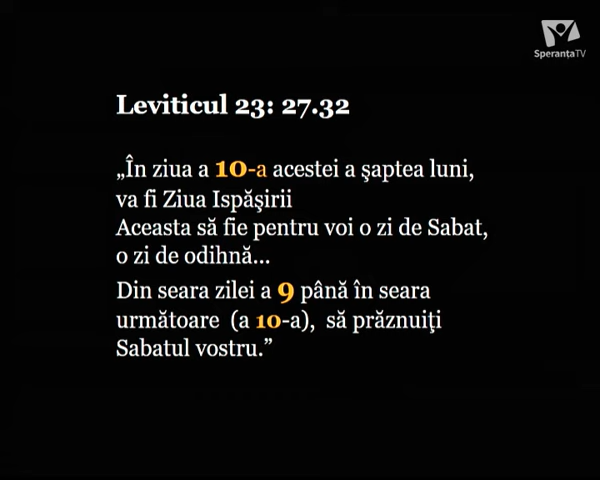 SperanțaTV
Leviticul 23: 27.32
„În ziua a 10-a acestei a şaptea luni,
va fi Ziua Ispăşirii
Aceasta să fie pentru voi o zi de Sabat,
o zi de odihnă...
Din seara zilei a 9 până în seara
următoare (a 10-a), să prăznuiţi
Sabatul vostru.”